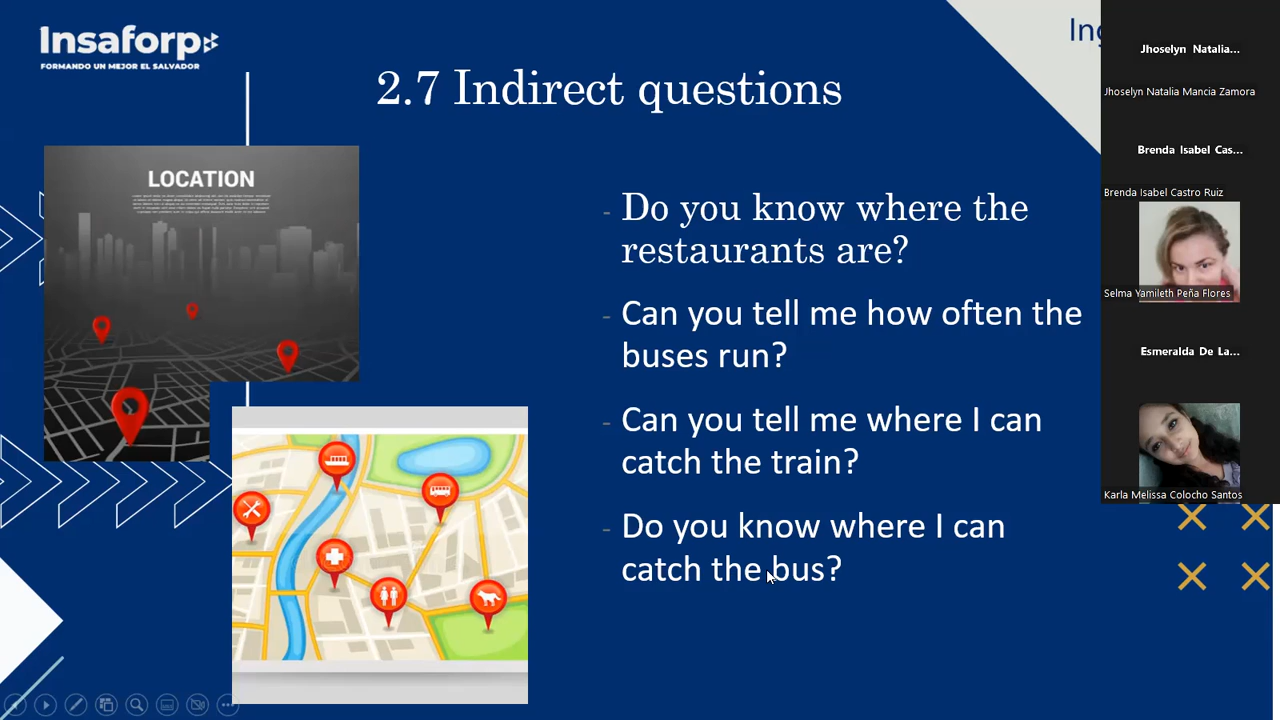 Insaforp
FORMANDO UN MEJOR EL SALVADOR
2.7 Indirect questions
LOCATION
- Do you know where the
restaurants are?
- Can you tell me how often the
buses run?
- Can you tell me where I can
catch the train?
- Do you know where I can
catch the bus?
Jhoselyn Natalia...
Jhoselyn Natalia Mancia Zamora
Brenda Isabel Cas...
Brenda Isabel Castro Ruiz
Selma Yamileth Peña Flores
Esmeralda De La...
Karla Melissa Colocho Santos